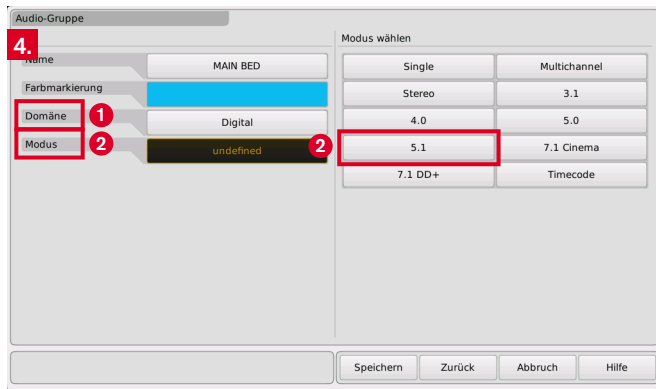 Audio-Gruppe
4.
Name
MAIN BED
Farbmarkierung
Domäne
1
Digital
Modus
2
undefined
2
Modus wählen
Single
Multichannel
Stereo
3.1
4.0
5.0
5.1
7.1 Cinema
7.1 DD+
Timecode
Speichern
Zurück
Abbruch
Hilfe